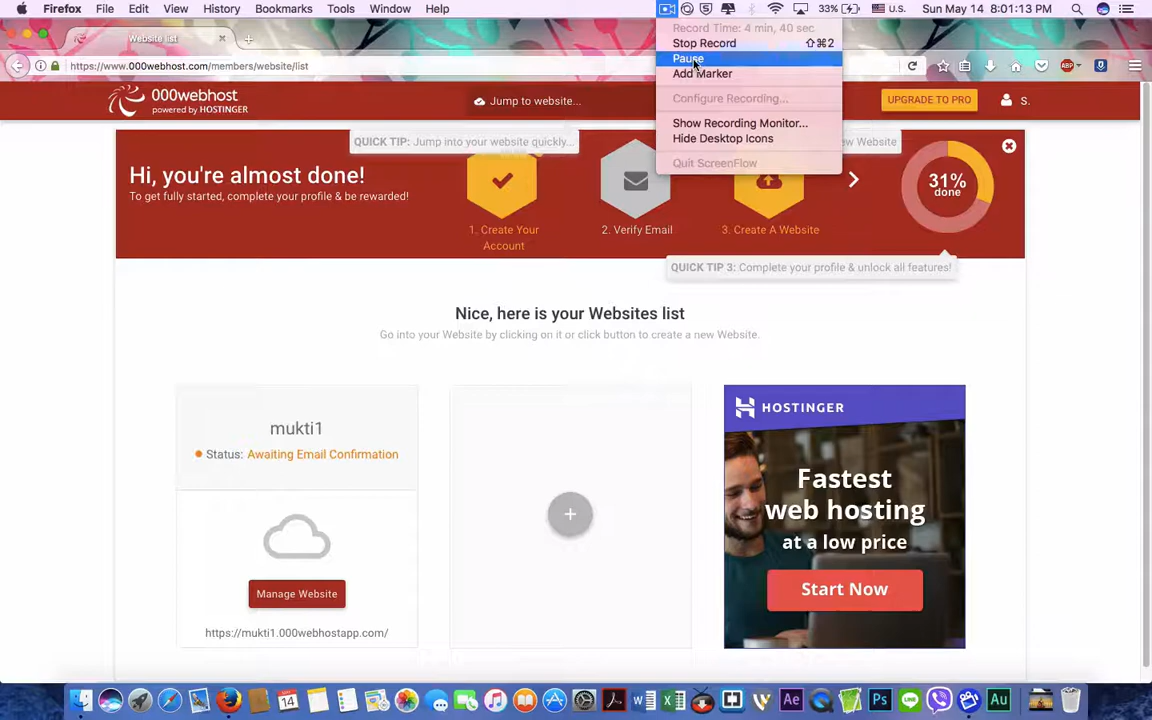 Firefox File Edit View History Bookmarks Tools Window Help 33% U.S. Sun May 14 8:01:13 PM
Website list
https://www.000webhost.com/members/website/list
ABP
Record Time: 4 min, 40 sec
Stop Record ⇧⌘2
Pause
Add Marker
Configure Recording...
Show Recording Monitor...
Hide Desktop Icons
Quit ScreenFlow
000webhost
powered by HOSTINGER
Jump to website...
UPGRADE TO PRO
S.
QUICK TIP: Jump into your website quickly...
ew Website
Hi, you're almost done!
To get fully started, complete your profile & be rewarded!
1. Create Your
Account
2. Verify Email
3. Create A Website
31%
done
QUICK TIP 3: Complete your profile & unlock all features!
Nice, here is your Websites list
Go into your Website by clicking on it or click button to create a new Website.
mukti1
Status: Awaiting Email Confirmation
Manage Website
https://mukti1.000webhostapp.com/
+
HOSTINGER
Fastest
web hosting
at a low price
Start Now
14
W
X
Ae
Ps
LINE
Au